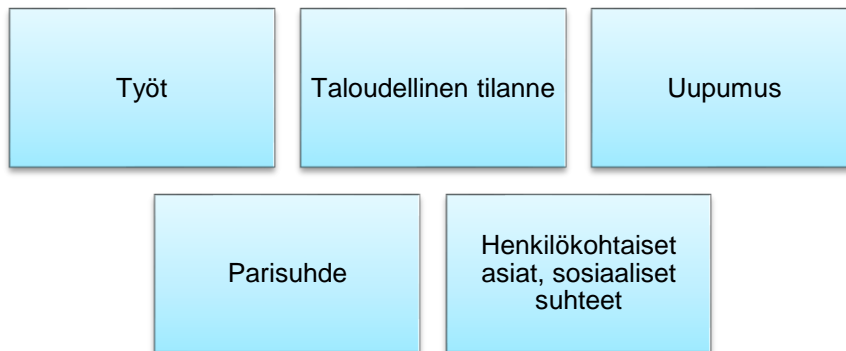 Työt
Taloudellinen tilanne
Uupumus
Parisuhde
Henkilökohtaiset
asiat, sosiaaliset
suhteet